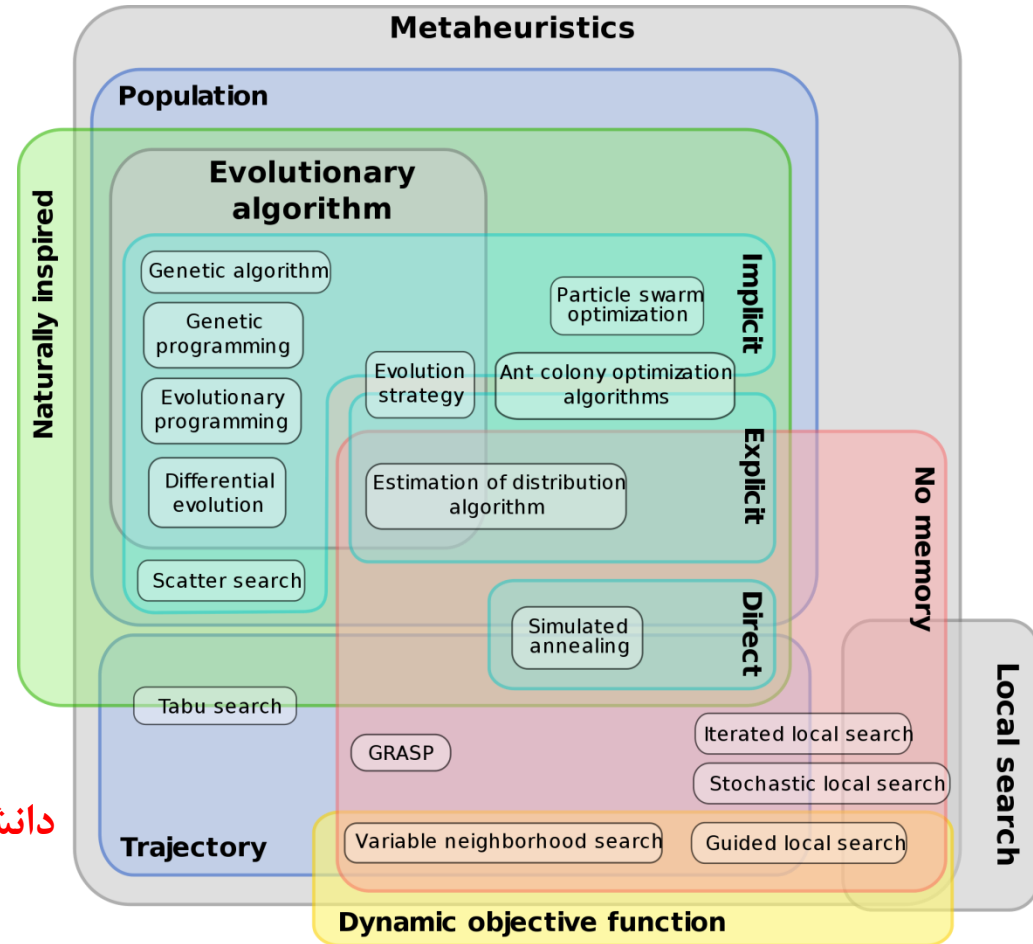 Metaheuristics
Population
Naturally inspired
Evolutionary
algorithm
Implicit
Genetic algorithm
Particle swarm
optimization
Genetic
programming
Evolution
strategy
Ant colony optimization
algorithms
Evolutionary
programming
Explicit
No memory
Differential
evolution
Estimation of distribution
algorithm
Scatter search
Direct
Simulated
annealing
Local search
Tabu search
GRASP
Iterated local search
Stochastic local search
Trajectory
Variable neighborhood search
Guided local search
Dynamic objective function